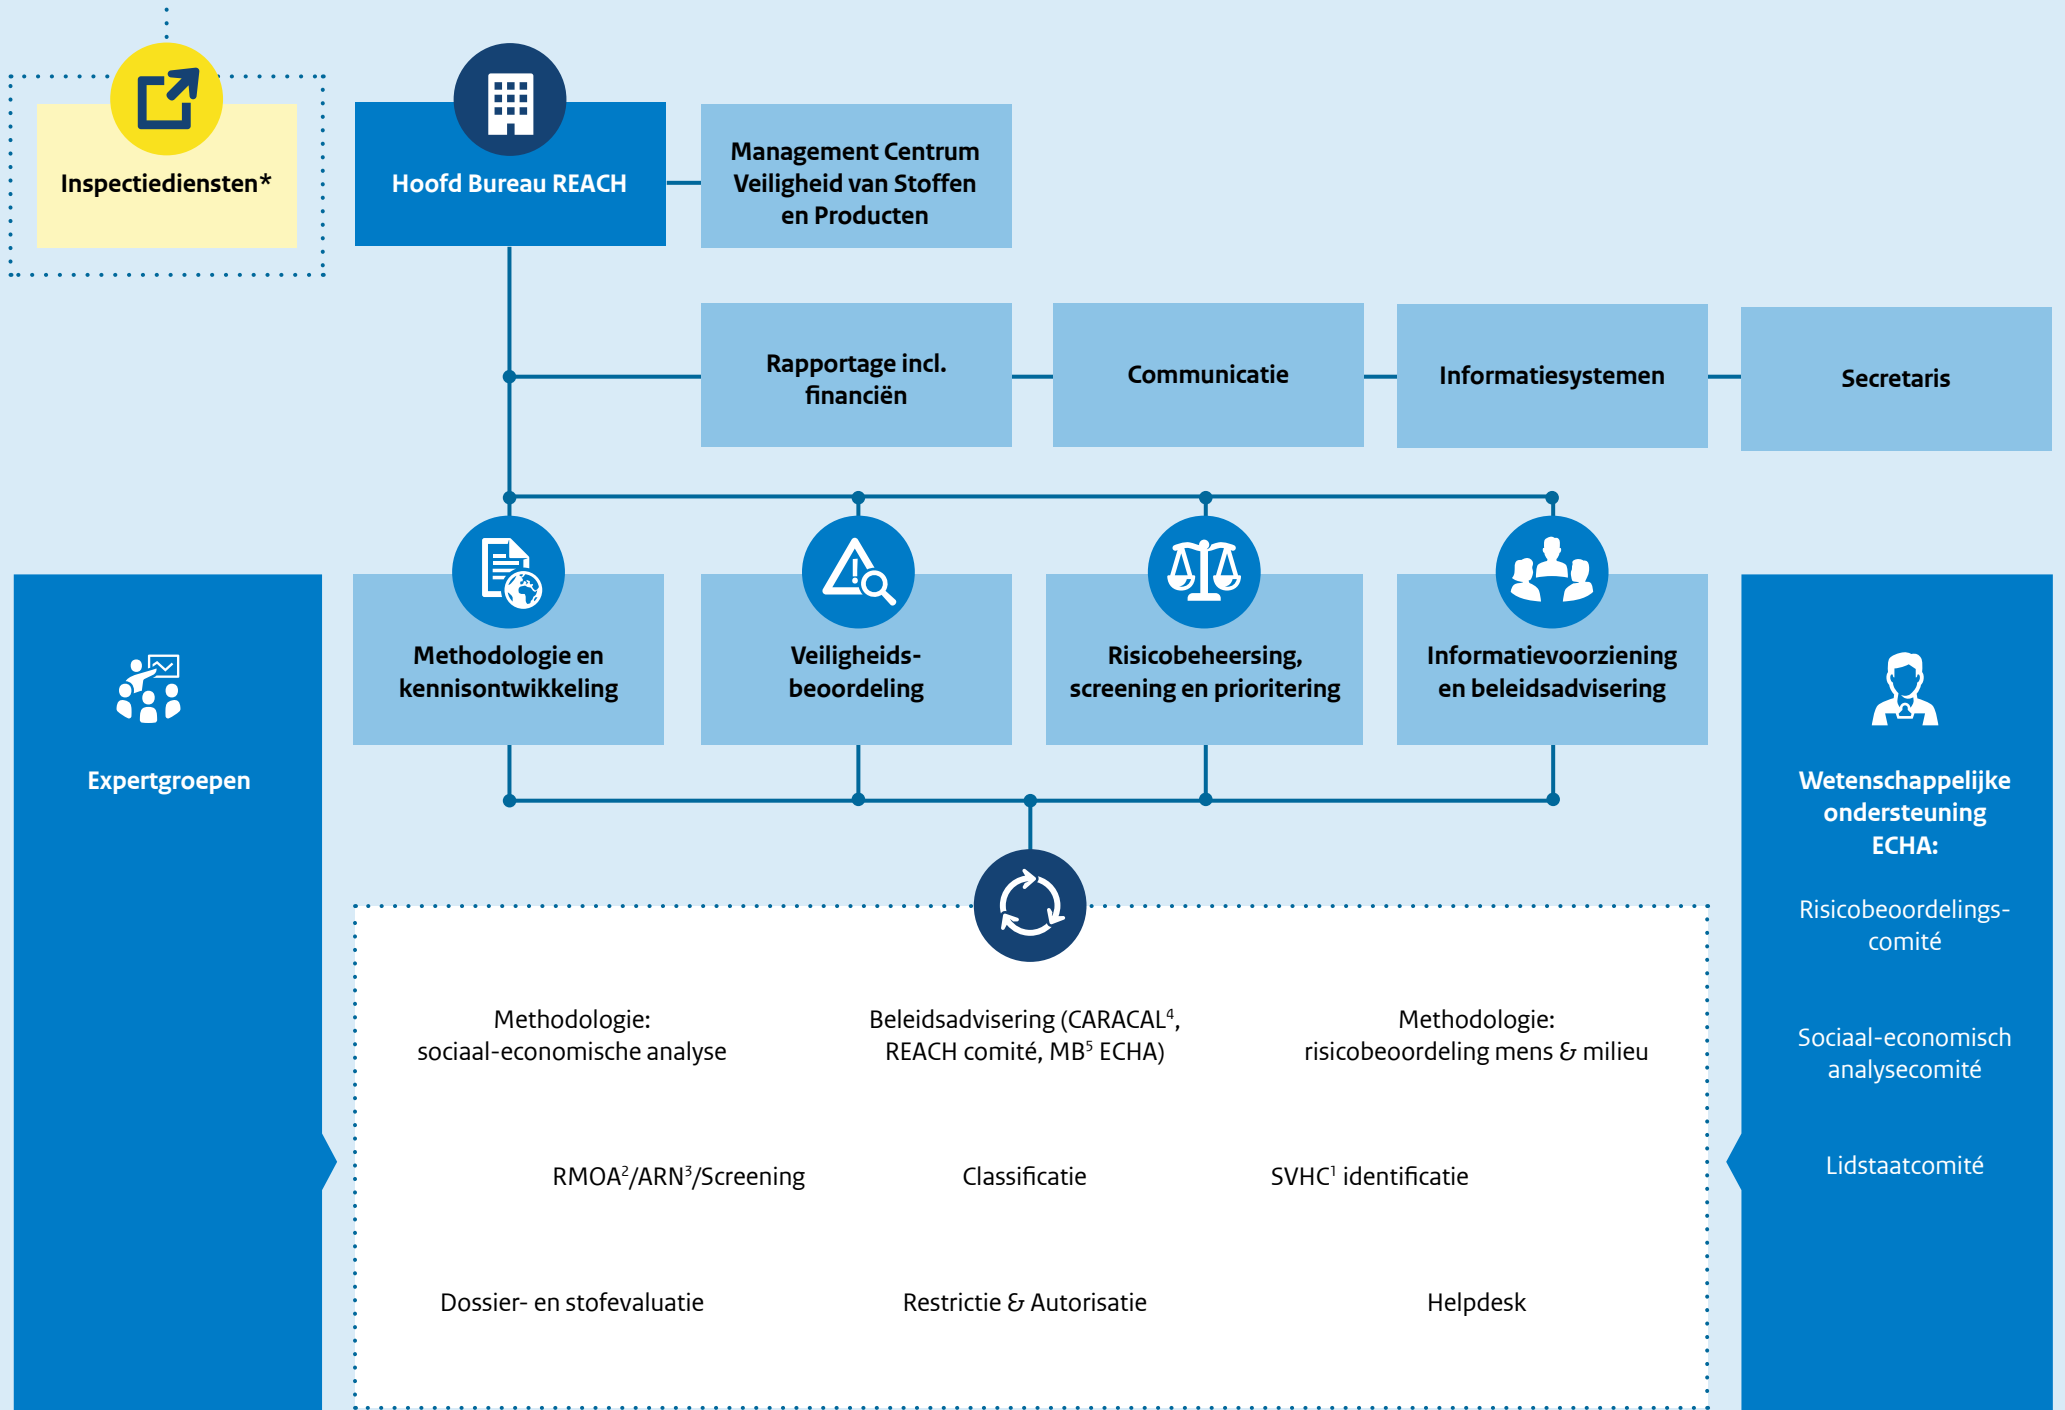 Inspectiediensten*
Hoofd Bureau REACH
Management Centrum
Veiligheid van Stoffen
en Producten
Rapportage incl.
financiën
Communicatie
Informatiesystemen
Secretaris
Methodologie en
kennisontwikkeling
Veiligheids-
beoordeling
Risicobeheersing,
screening en prioritering
Informatievoorziening
en beleidsadvisering
Expertgroepen
Wetenschappelijke
ondersteuning
ECHA:
Risicobeoordelings-
comité
Sociaal-economisch
analysecomité
Lidstaatcomité
Methodologie:
sociaal-economische analyse
Beleidsadvisering (CARACAL⁴,
REACH comité, MB⁵ ECHA)
Methodologie:
risicobeoordeling mens & milieu
RMOA²/ARN³/Screening
Classificatie
SVHC¹ identificatie
Dossier- en stofevaluatie
Restrictie & Autorisatie
Helpdesk